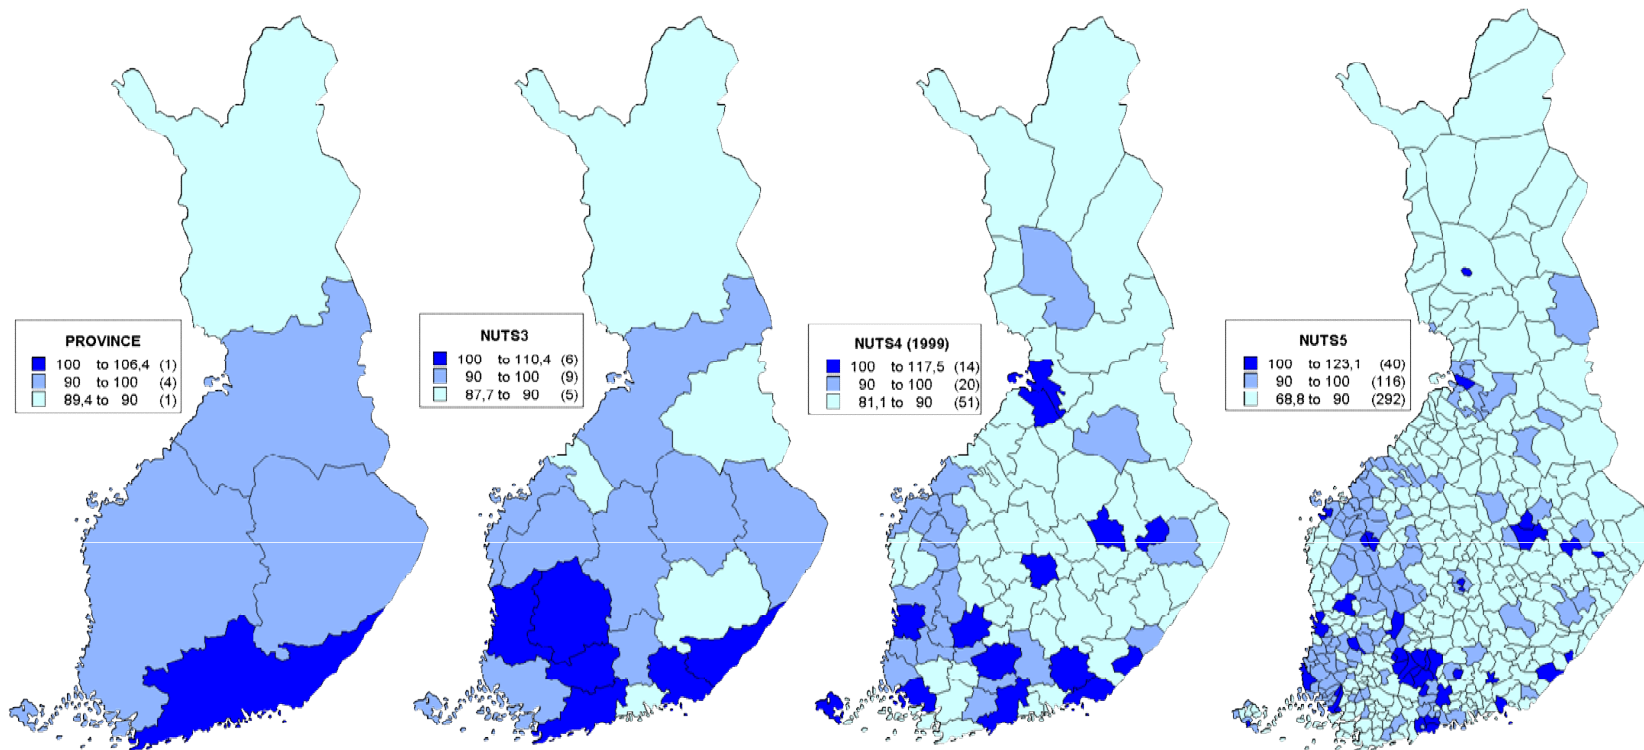 PROVINCE
100 to 106,4 (1)
90 to 100 (4)
89,4 to 90 (1)
NUTS3
100 to 110,4 (6)
90 to 100 (9)
87,7 to 90 (5)
NUTS4 (1999)
100 to 117,5 (14)
90 to 100 (20)
81,1 to 90 (51)
NUTS5
100 to 123,1 (40)
90 to 100 (116)
68,8 to 90 (292)